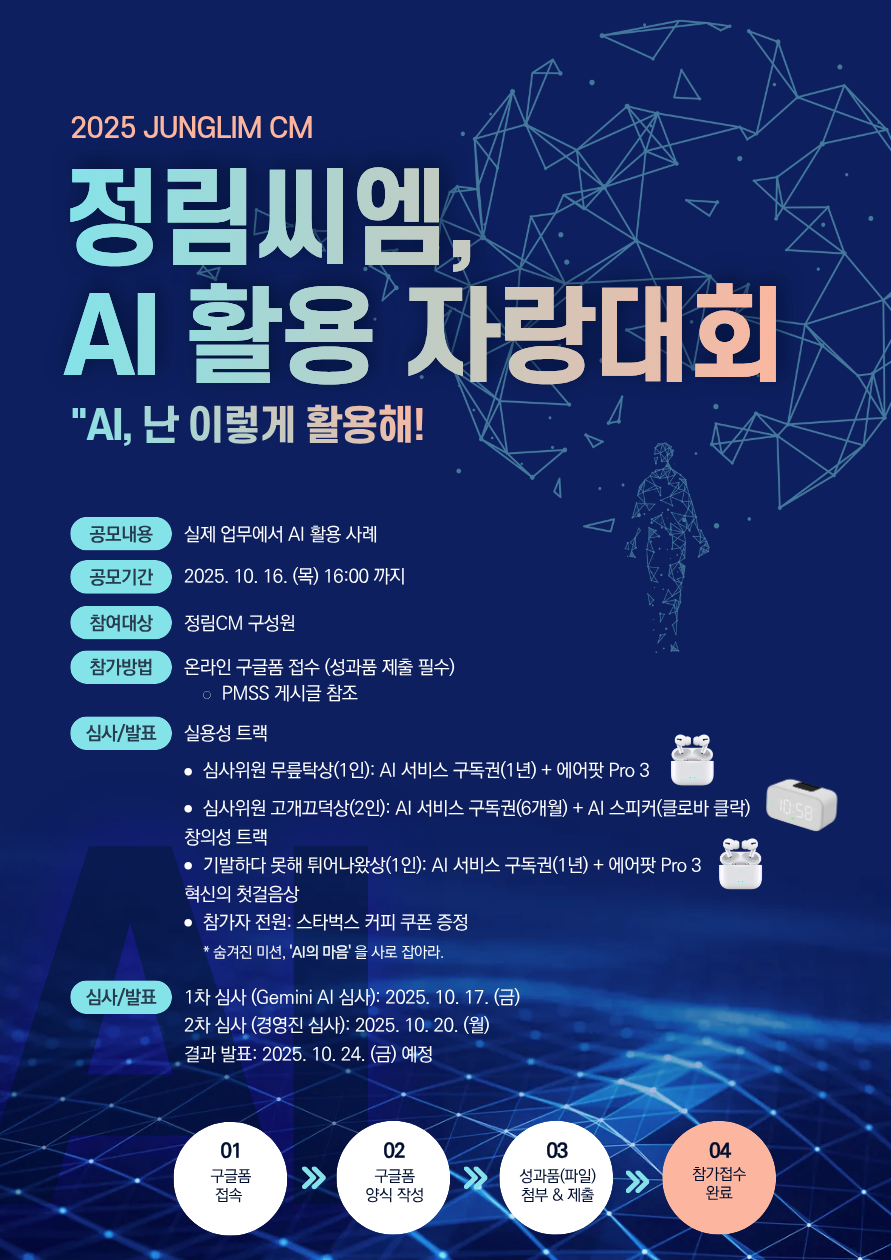 2025 JUNGLIM CM
정림씨엠,
AI 활용 자랑대회
"AI, 난 이렇게 활용해!
공모내용 실제 업무에서 AI 활용 사례
공모기간 2025. 10. 16. (목) 16:00 까지
참여대상 정림CM 구성원
참가방법 온라인 구글폼 접수 (성과품 제출 필수)
○ PMSS 게시글 참조
심사/발표 실용성 트랙
● 심사위원 무릎탁상(1인): AI 서비스 구독권(1년) + 에어팟 Pro 3
● 심사위원 고개끄덕상(2인): AI 서비스 구독권(6개월) + AI 스피커(클로바 클락)
10:58
창의성 트랙
● 기발하다 못해 튀어나왔상(1인): AI 서비스 구독권(1년) + 에어팟 Pro 3
혁신의 첫걸음상
● 참가자 전원: 스타벅스 커피 쿠폰 증정
* 숨겨진 미션, 'AI의 마음' 을 사로 잡아라.
심사/발표 1차 심사 (Gemini AI 심사): 2025. 10. 17. (금)
2차 심사 (경영진 심사): 2025. 10. 20. (월)
결과 발표: 2025. 10. 24. (금) 예정
AI
01
구글폼
접속
02
구글폼
양식 작성
03
성과품(파일)
첨부 & 제출
04
참가접수
완료